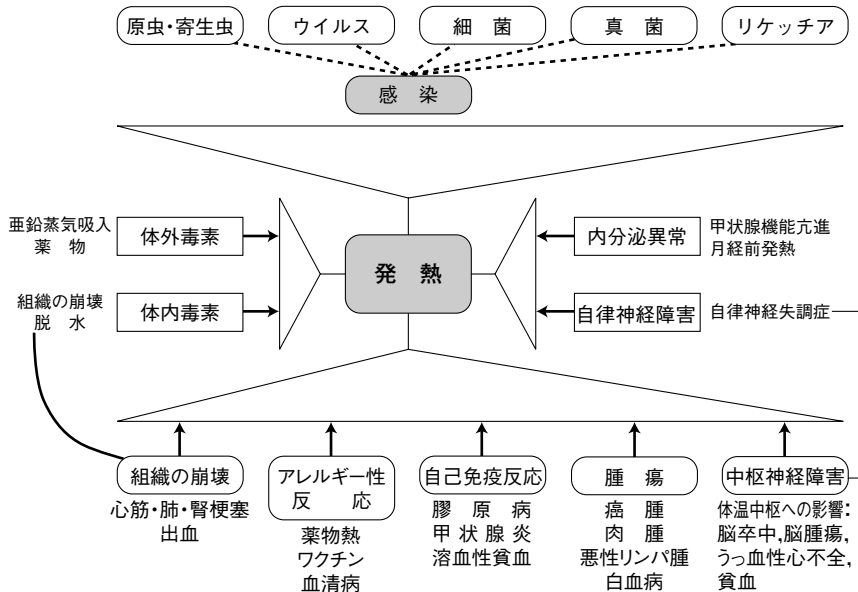 原虫・寄生虫
ウイルス
細 菌
真 菌
リケッチア
感 染
亜鉛蒸気吸入
薬 物
体外毒素
発 熱
内分泌異常
甲状腺機能亢進
月経前発熱
組織の崩壊
脱 水
体内毒素
自律神経障害
自律神経失調症
組織の崩壊
心筋・肺・腎梗塞
出血
アレルギー性
反 応
薬物熱
ワクチン
血清病
自己免疫反応
膠 原 病
甲 状 腺 炎
溶血性貧血
腫 瘍
癌 腫
肉 腫
悪性リンパ腫
白血病
中枢神経障害
体温中枢への影響：
脳卒中，脳腫瘍，
うっ血性心不全，
貧血